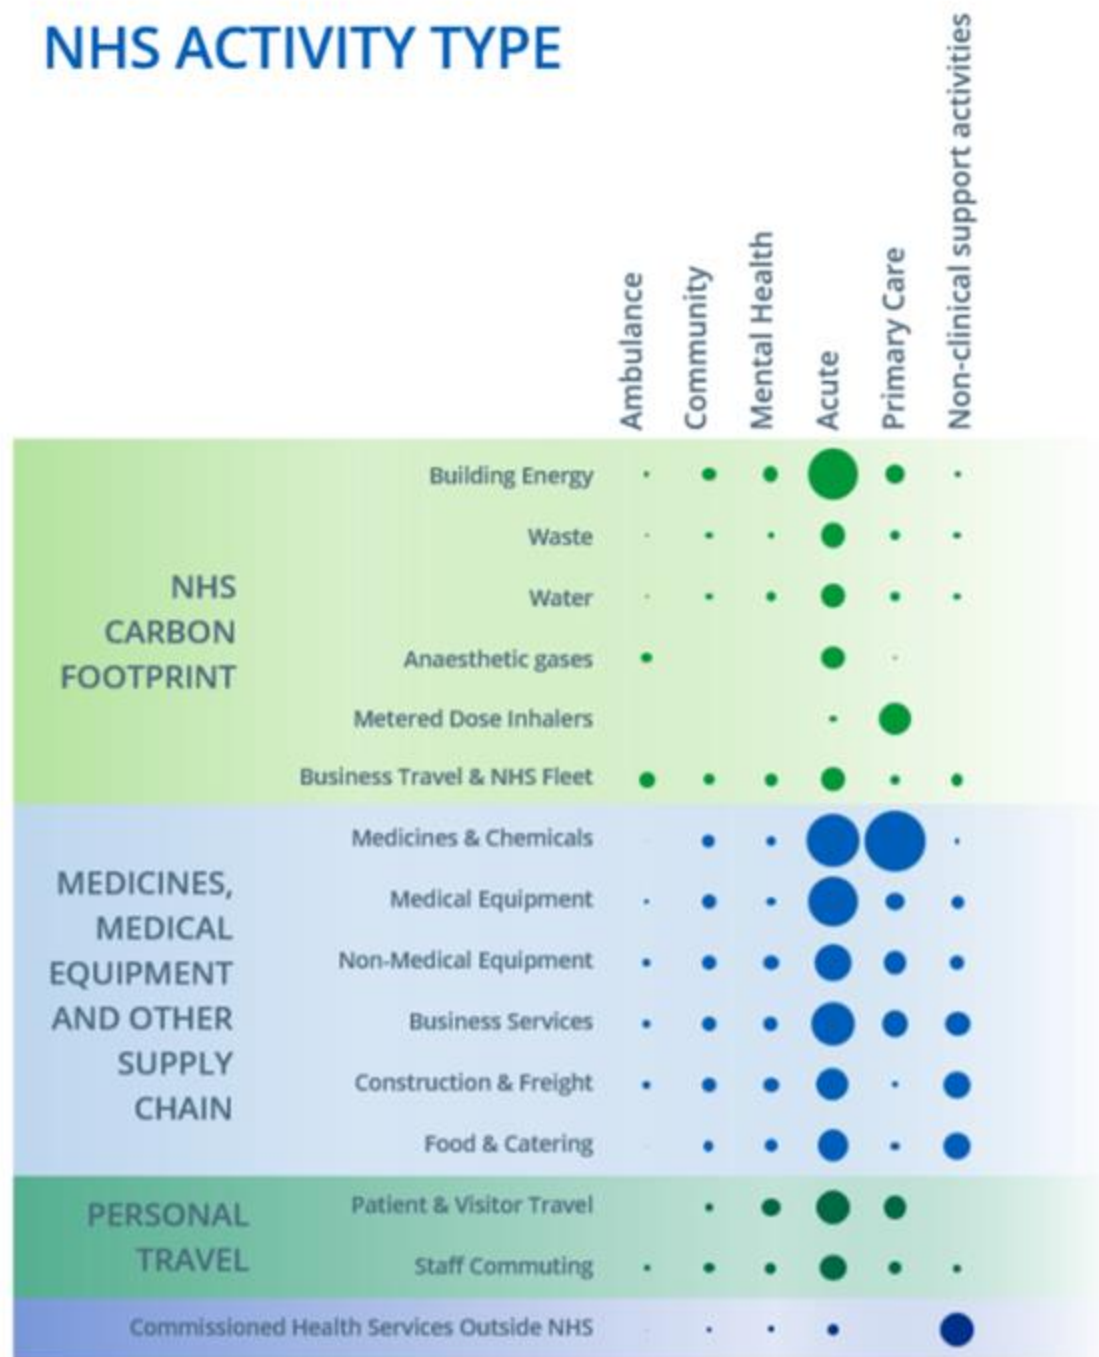 NHS ACTIVITY TYPE
Ambulance
Community
Mental Health
Acute
Primary Care
Non-clinical support activities
NHS
CARBON
FOOTPRINT
Building Energy
Waste
Water
Anaesthetic gases
Metered Dose Inhalers
Business Travel & NHS Fleet
MEDICINES,
MEDICAL
EQUIPMENT
AND OTHER
SUPPLY
CHAIN
Medicines & Chemicals
Medical Equipment
Non-Medical Equipment
Business Services
Construction & Freight
Food & Catering
PERSONAL
TRAVEL
Patient & Visitor Travel
Staff Commuting
Commissioned Health Services Outside NHS